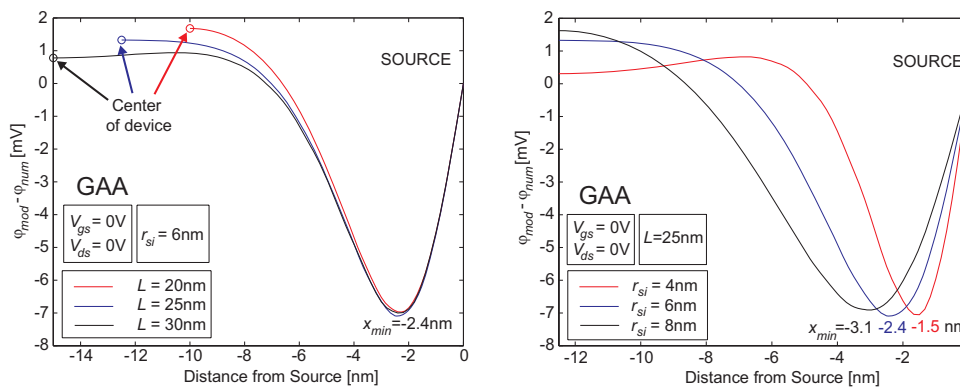 2
1
0
-1
-2
-3
-4
-5
-6
-7
-8
φmod-φnum [mV]
SOURCE
Center
of device
GAA
Vgs= 0V
Vds= 0V
rsi = 6nm
L = 20nm
L = 25nm
L = 30nm
xmin=-2.4nm
-14 -12 -10 -8 -6 -4 -2 0
Distance from Source [nm]
2
1
0
-1
-2
-3
-4
-5
-6
-7
-8
φmod-φnum [mV]
SOURCE
GAA
Vgs= 0V
Vds= 0V
L=25nm
rsi = 4nm
rsi = 6nm
rsi = 8nm
xmin=-3.1 -2.4 -1.5 nm
-12 -10 -8 -6 -4 -2
Distance from Source [nm]